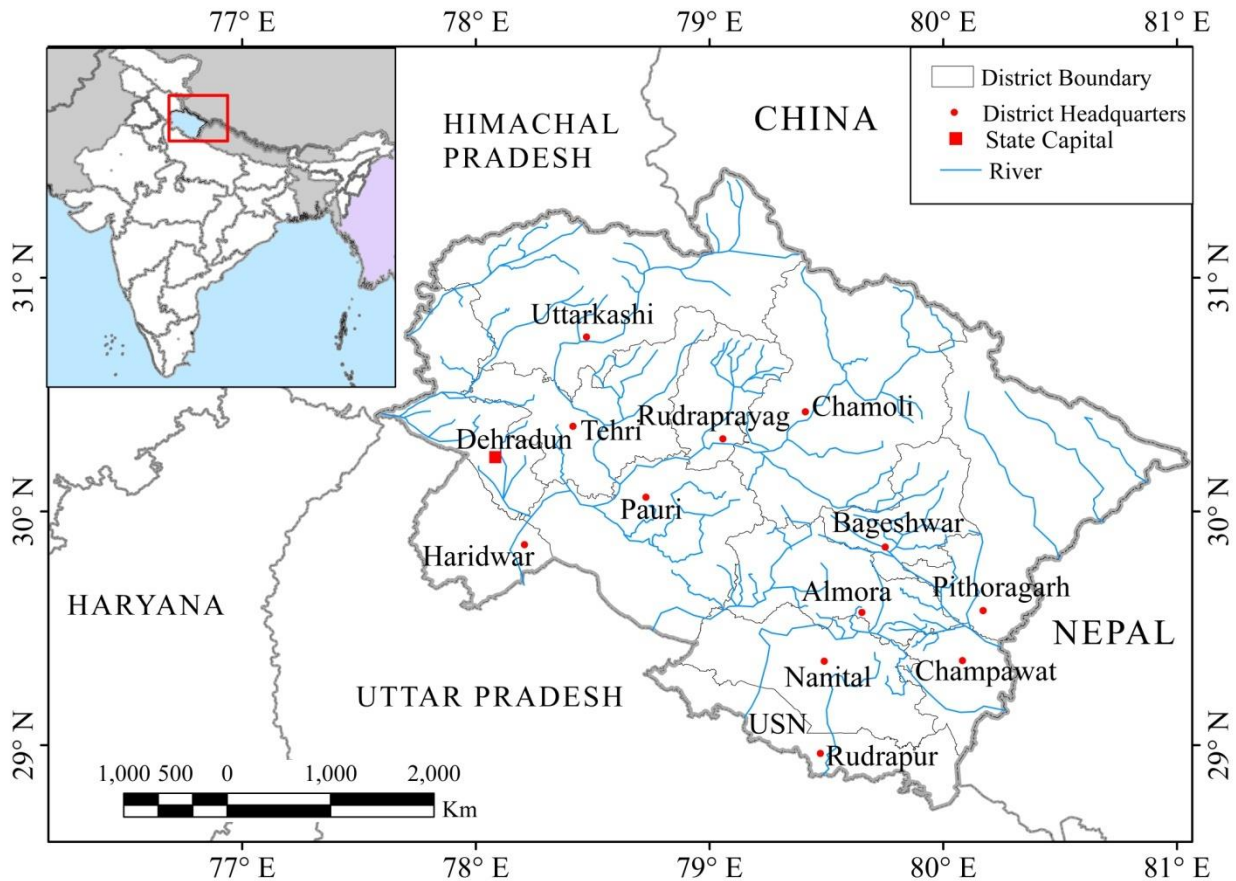 77° E 78° E 79° E 80° E 81° E
District Boundary
District Headquarters
State Capital
River
HIMACHAL
PRADESH
CHINA
31° N
31° N
Uttarkashi
Chamoli
Rudraprayag
Tehri
Dehradun
30° N
30° N
Pauri
Bageshwar
Haridwar
Almora
Pithoragarh
HARYANA
NEPAL
Champawat
Nanital
UTTAR PRADESH
USN
29° N
29° N
Rudrapur
1,000 500 0 1,000 2,000
Km
77° E 78° E 79° E 80° E 81° E